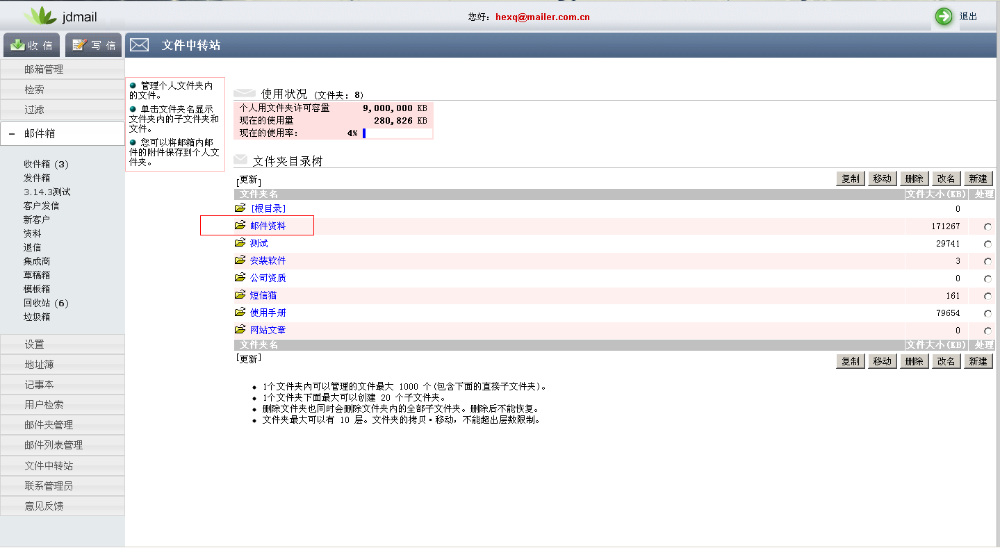 jdmail
您好: hexq@mailer.com.cn
退出
收 信
写 信
文件中转站
邮箱管理
检索
过滤
− 邮件箱
收件箱 (3)
发件箱
3.14.3测试
客户发信
新客户
资料
退信
集成商
草稿箱
模板箱
回收站 (6)
垃圾箱
设置
地址簿
记事本
用户检索
邮件夹管理
邮件列表管理
文件中转站
联系管理员
意见反馈
管理个人文件夹内
的文件。
单击文件夹名显示
文件夹内的子文件夹和
文件。
您可以将邮箱内邮
件的附件保存到个人文
件夹。
使用状况 (文件夹: 8)
个人用文件夹许可容量 9,000,000 KB
现在的使用量 280,826 KB
现在的使用率: 4%
文件夹目录树
[更新] 复制 移动 删除 改名 新建
文件夹名 文件大小(KB) 处理
[根目录] 0
邮件资料 171267
测试 29741
安装软件 3
公司资质 0
短信猫 161
使用手册 79654
网站文章 0
文件夹名 文件大小(KB) 处理
[更新] 复制 移动 删除 改名 新建
• 1个文件夹内可以管理的文件最大 1000 个(包含下面的直接子文件夹)。
• 1个文件夹下面最大可以创建 20 个子文件夹。
• 删除文件夹也同时会删除文件夹内的全部子文件夹。删除后不能恢复。
• 文件夹最大可以有 10 层。文件夹的拷贝・移动，不能超出层数限制。